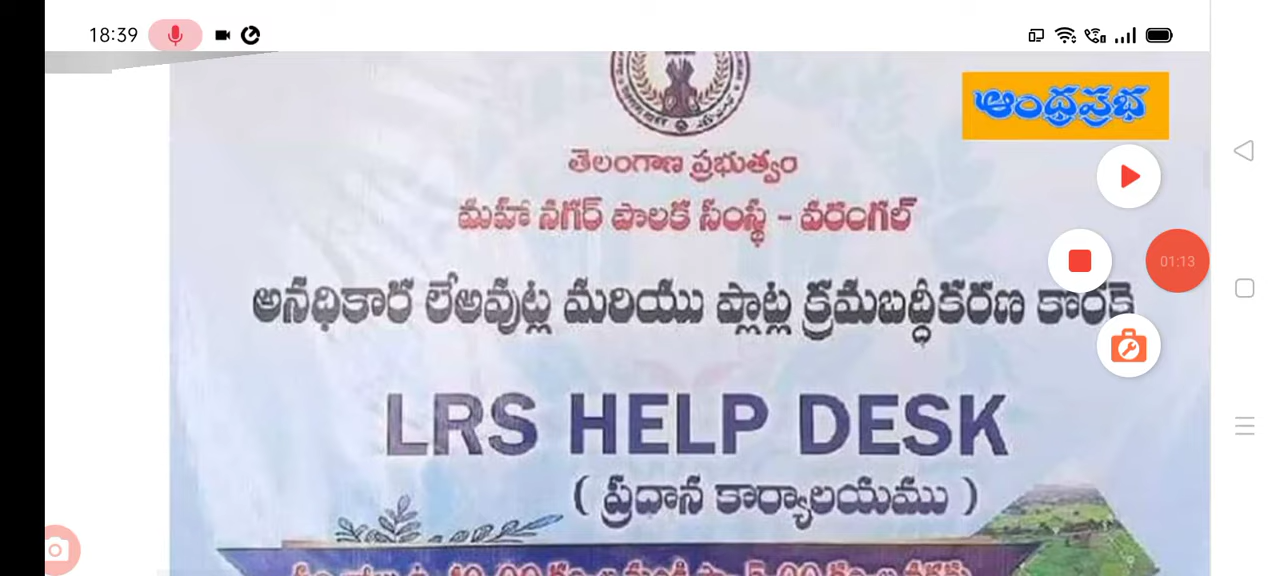 18:39
ఆంధ్రప్రభ
తెలంగాణ ప్రభుత్వం
మహా నగర్ పాలక సంస్థ - వరంగల్
అనధికార లేఅవుట్ల మరియు ప్లాట్ల క్రమబద్ధీకరణ కొరకై
01:13
LRS HELP DESK
( ప్రధాన కార్యాలయము )